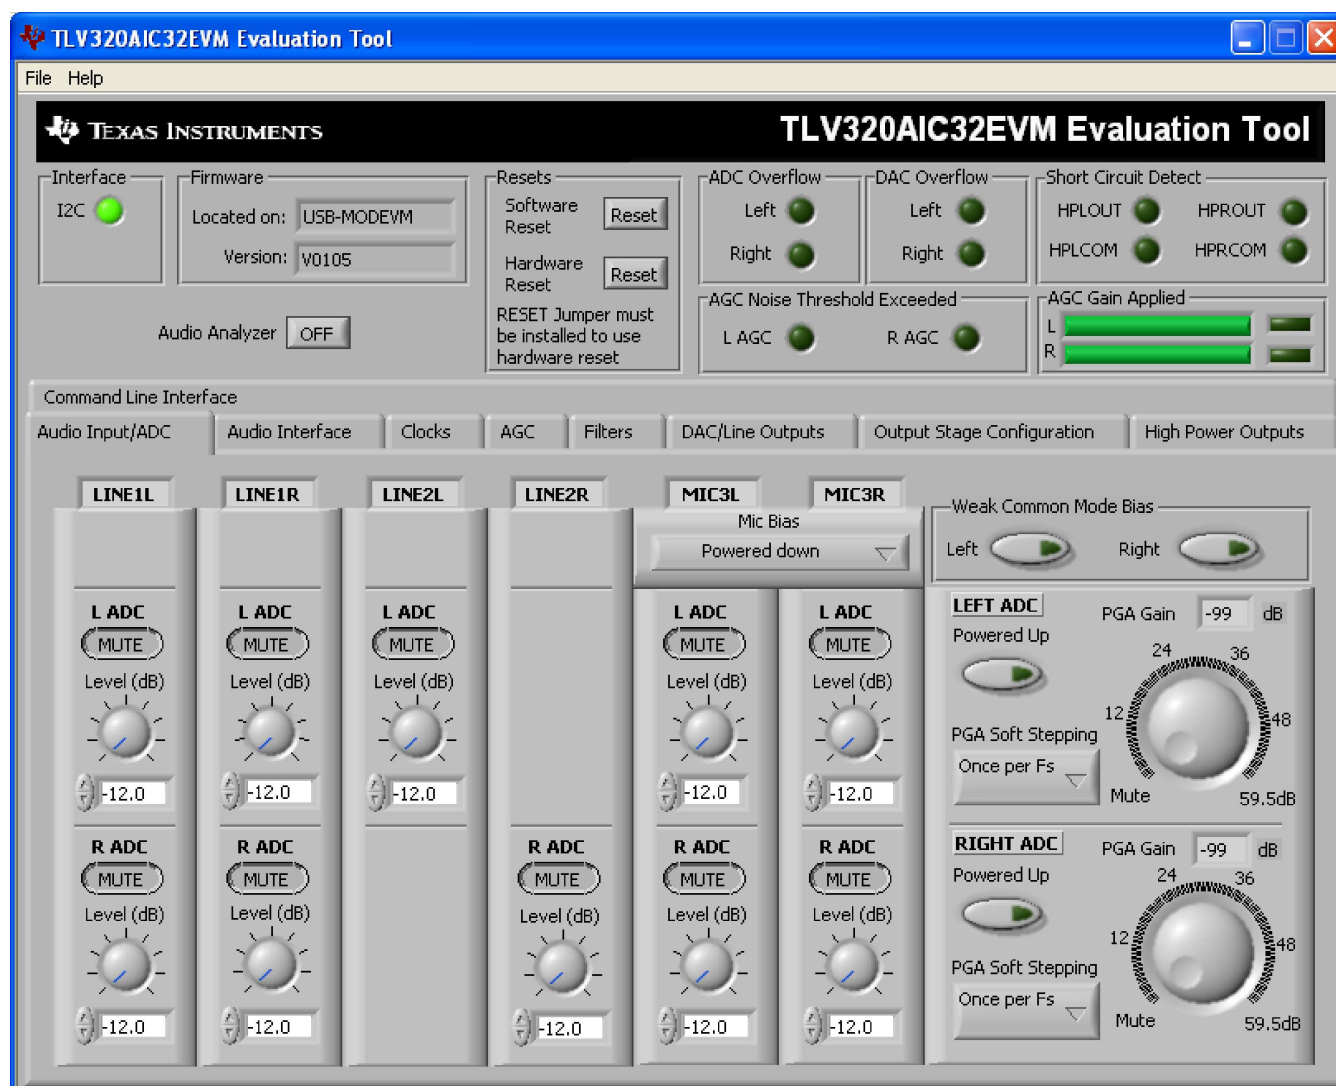 TLV320AIC32EVM Evaluation Tool
File Help
TEXAS INSTRUMENTS
TLV320AIC32EVM Evaluation Tool
Interface
I2C
Firmware
Located on: USB-MODEVM
Version: V0105
Audio Analyzer OFF
Resets
Software Reset Reset
Hardware Reset Reset
RESET Jumper must
be installed to use
hardware reset
ADC Overflow
Left
Right
DAC Overflow
Left
Right
Short Circuit Detect
HPLOUT HPROUT
HPLCOM HPRCOM
AGC Noise Threshold Exceeded
L AGC R AGC
AGC Gain Applied
L
R
Command Line Interface
Audio Input/ADC Audio Interface Clocks AGC Filters DAC/Line Outputs Output Stage Configuration High Power Outputs
LINE1L LINE1R LINE2L LINE2R MIC3L MIC3R
Mic Bias
Powered down
Weak Common Mode Bias
Left Right
L ADC L ADC L ADC L ADC L ADC
MUTE MUTE MUTE MUTE MUTE
Level (dB) Level (dB) Level (dB) Level (dB) Level (dB)
-12.0 -12.0 -12.0 -12.0 -12.0
R ADC R ADC R ADC R ADC R ADC
MUTE MUTE MUTE MUTE MUTE
Level (dB) Level (dB) Level (dB) Level (dB) Level (dB)
-12.0 -12.0 -12.0 -12.0 -12.0
LEFT ADC
PGA Gain -99 dB
Powered Up
24 36
12 48
PGA Soft Stepping
Once per Fs
Mute 59.5dB
RIGHT ADC
PGA Gain -99 dB
Powered Up
24 36
12 48
PGA Soft Stepping
Once per Fs
Mute 59.5dB